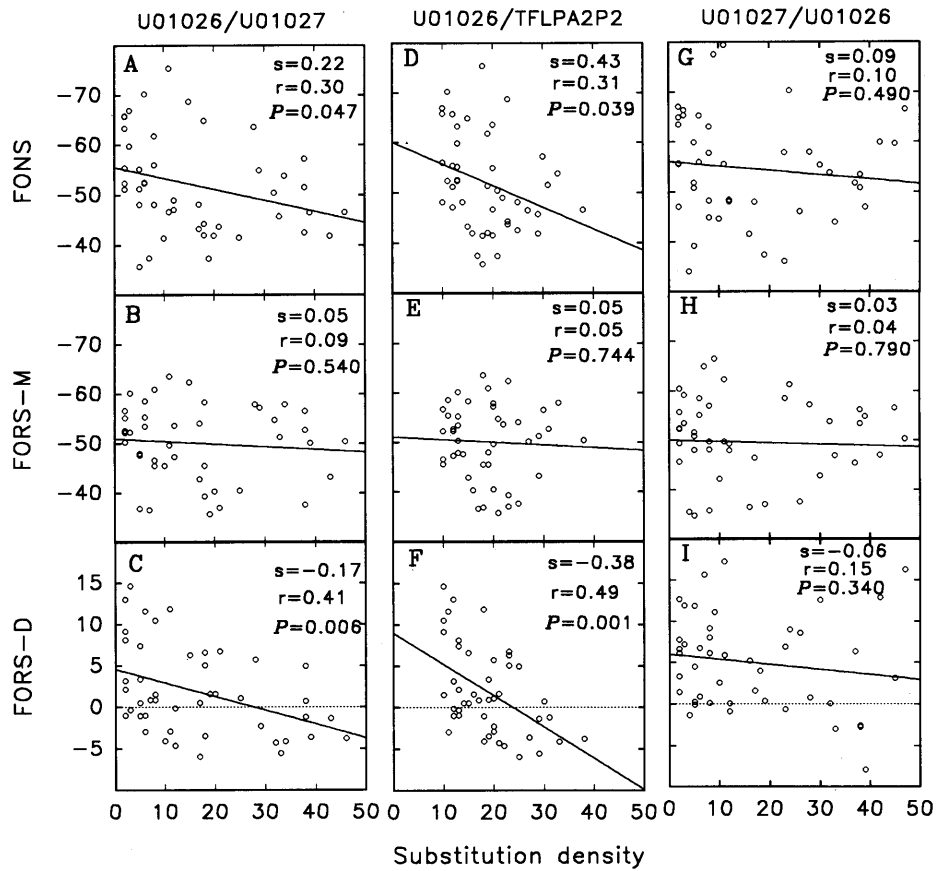 U01026/U01027 U01026/TFLPA2P2 U01027/U01026
A
s=0.22
r=0.30
P=0.047
D
s=0.43
r=0.31
P=0.039
G
s=0.09
r=0.10
P=0.490
FONS
−70
−60
−50
−40
B
s=0.05
r=0.09
P=0.540
E
s=0.05
r=0.05
P=0.744
H
s=0.03
r=0.04
P=0.790
FORS−M
−70
−60
−50
−40
C
s=−0.17
r=0.41
P=0.006
F
s=−0.38
r=0.49
P=0.001
I
s=−0.06
r=0.15
P=0.340
FORS−D
15
10
5
0
−5
0 10 20 30 40 50 0 10 20 30 40 50 0 10 20 30 40 50
Substitution density